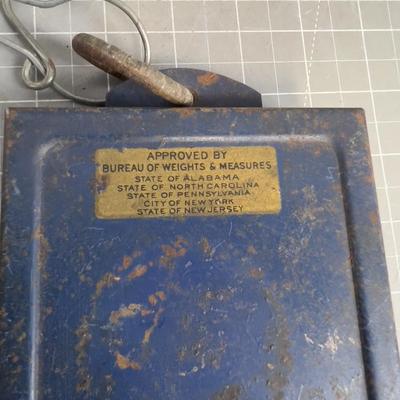 APPROVED BY
BUREAU OF WEIGHTS & MEASURES
STATE OF ALABAMA
STATE OF NORTH CAROLINA
STATE OF PENNSYLVANIA
CITY OF NEW YORK
STATE OF NEW JERSEY